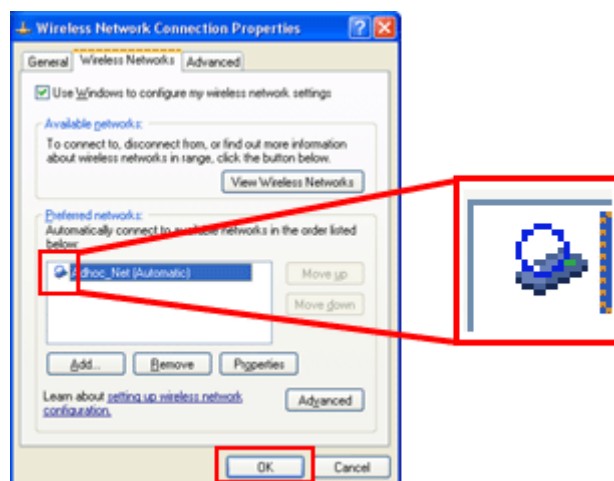 Wireless Network Connection Properties
General Wireless Networks Advanced
Use Windows to configure my wireless network settings
Available networks:
To connect to, disconnect from, or find out more information
about wireless networks in range, click the button below.
View Wireless Networks
Preferred networks:
Automatically connect to available networks in the order listed
below:
Adhoc_Net (Automatic)
Move up
Move down
Add... Remove Properties
Learn about setting up wireless network
configuration.
Advanced
OK Cancel